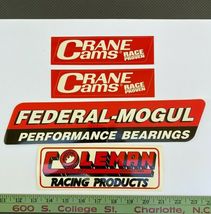 CRANE
Cams RACE
PROVEN
CRANE
Cams RACE
PROVEN
FEDERAL-MOGUL
PERFORMANCE BEARINGS
COLEMAN
RACING PRODUCTS
600 S. College St. Charlotte, N.C